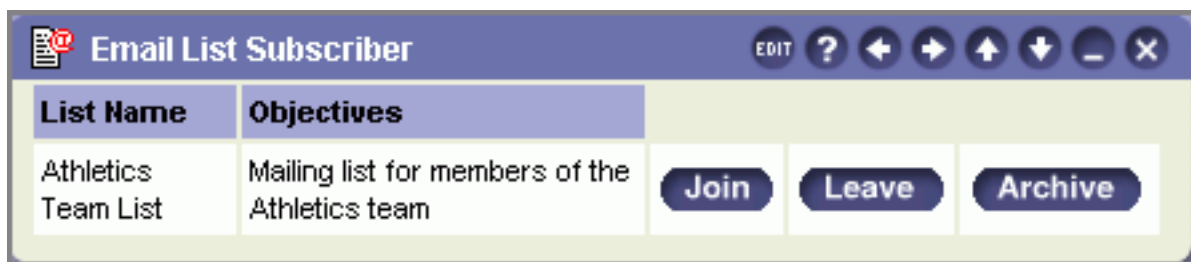 Email List Subscriber EDIT ?
List Name Objectives
Athletics Mailing list for members of the
Team List Athletics team
Join Leave Archive